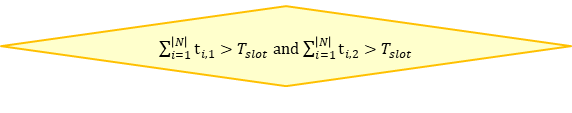 ∑_{i=1}^{|N|} t_{i,1} > T_{slot} and ∑_{i=1}^{|N|} t_{i,2} > T_{slot}